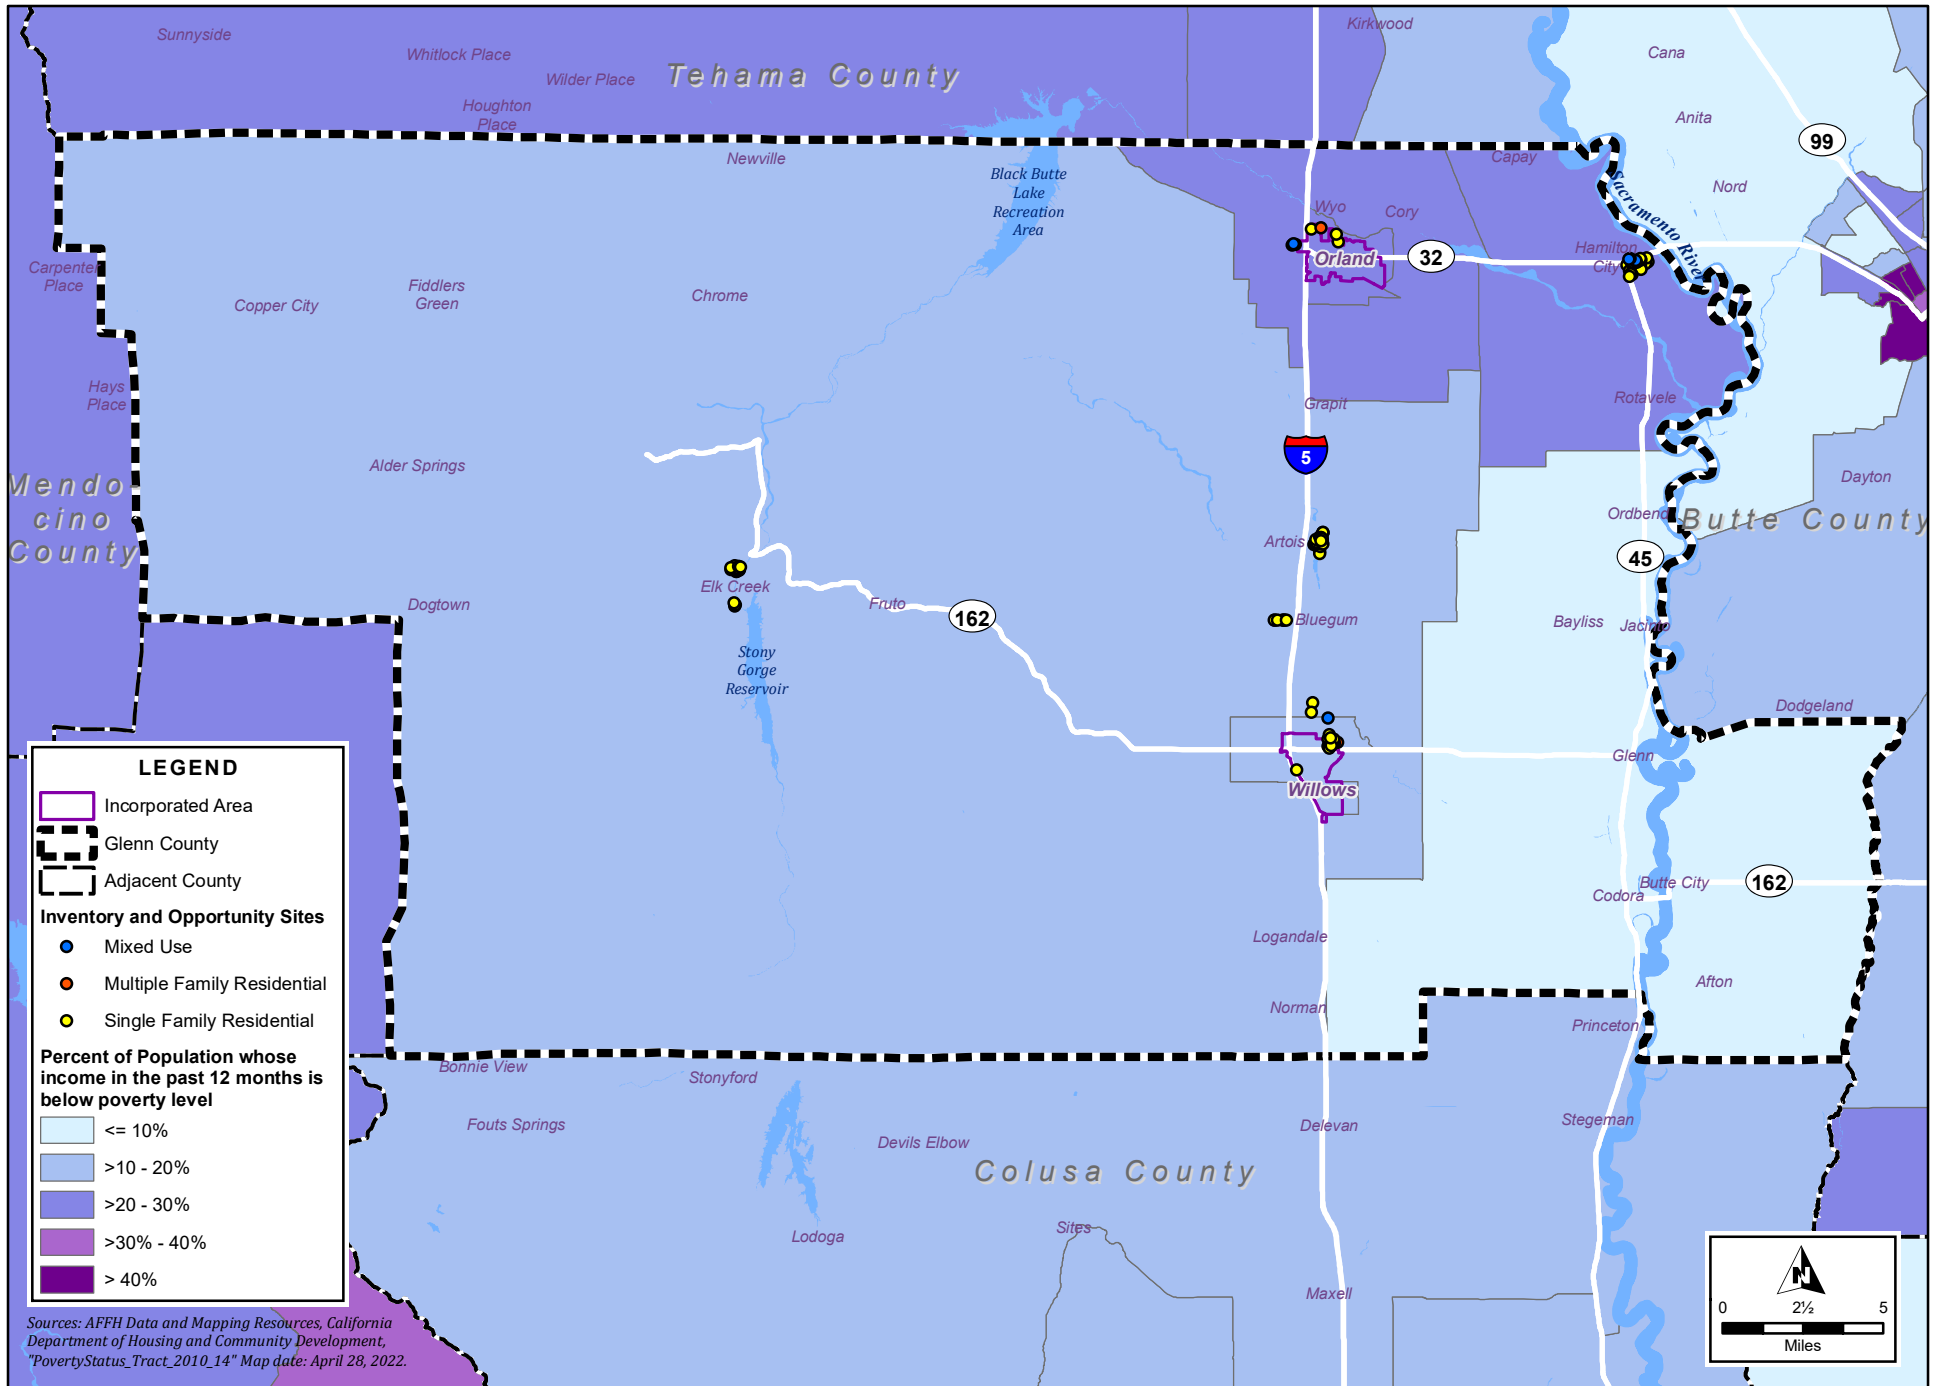 Sunnyside
Whitlock Place
Wilder Place
Houghton
Place
Tehama County
Kirkwood
Cana
Anita
99
Nord
Newville
Black Butte
Lake
Recreation
Area
Capay
Sacramento River
Wyo
Cory
Orland
32
Hamilton
City
Carpenter
Place
Copper City
Fiddlers
Green
Chrome
Hays
Place
Grapit
Rotavele
5
Alder Springs
Mendo-
cino
County
Dayton
Ordbend
Butte County
Artois
45
Elk Creek
Dogtown
Fruto
162
Bluegum
Bayliss
Jacinto
Stony
Gorge
Reservoir
Dodgeland
Glenn
Willows
Butte City
162
Codora
Logandale
Afton
Norman
Princeton
Bonnie View
Stonyford
Fouts Springs
Devils Elbow
Delevan
Stegeman
Colusa County
Lodoga
Sites
Maxell
LEGEND
Incorporated Area
Glenn County
Adjacent County
Inventory and Opportunity Sites
Mixed Use
Multiple Family Residential
Single Family Residential
Percent of Population whose
income in the past 12 months is
below poverty level
<= 10%
>10 - 20%
>20 - 30%
>30% - 40%
> 40%
Sources: AFFH Data and Mapping Resources, California
Department of Housing and Community Development,
"PovertyStatus_Tract_2010_14" Map date: April 28, 2022.
N
0 2½ 5
Miles